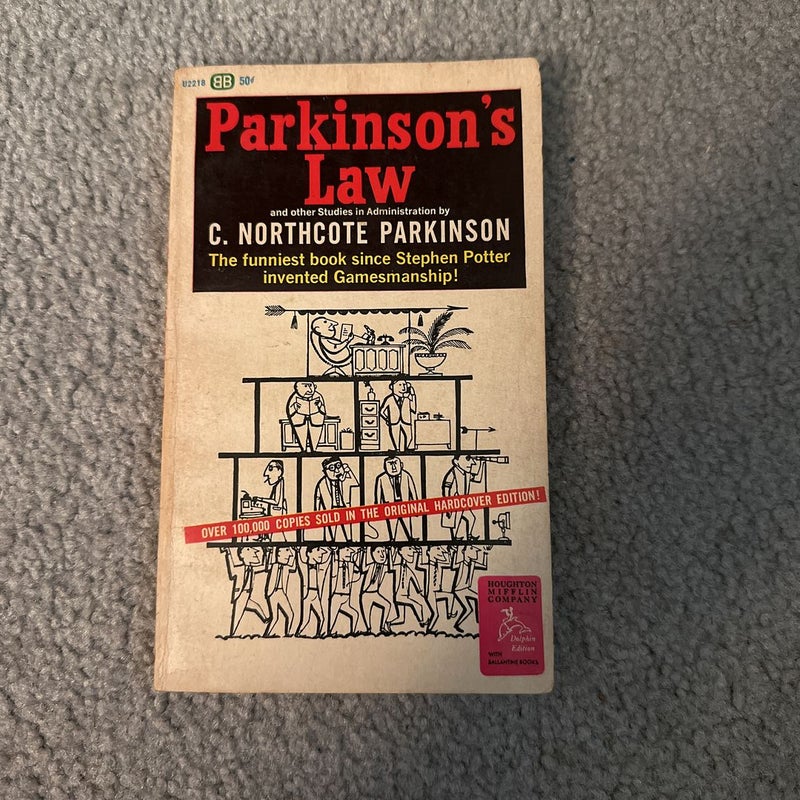 U2218 BB 50¢
Parkinson's
Law
and other Studies in Administration by
C. NORTHCOTE PARKINSON
The funniest book since Stephen Potter
invented Gamesmanship!
OVER 100,000 COPIES SOLD IN THE ORIGINAL HARDCOVER EDITION!
HOUGHTON
MIFFLIN
COMPANY
Dolphin
Edition
WITH
BALLANTINE BOOKS